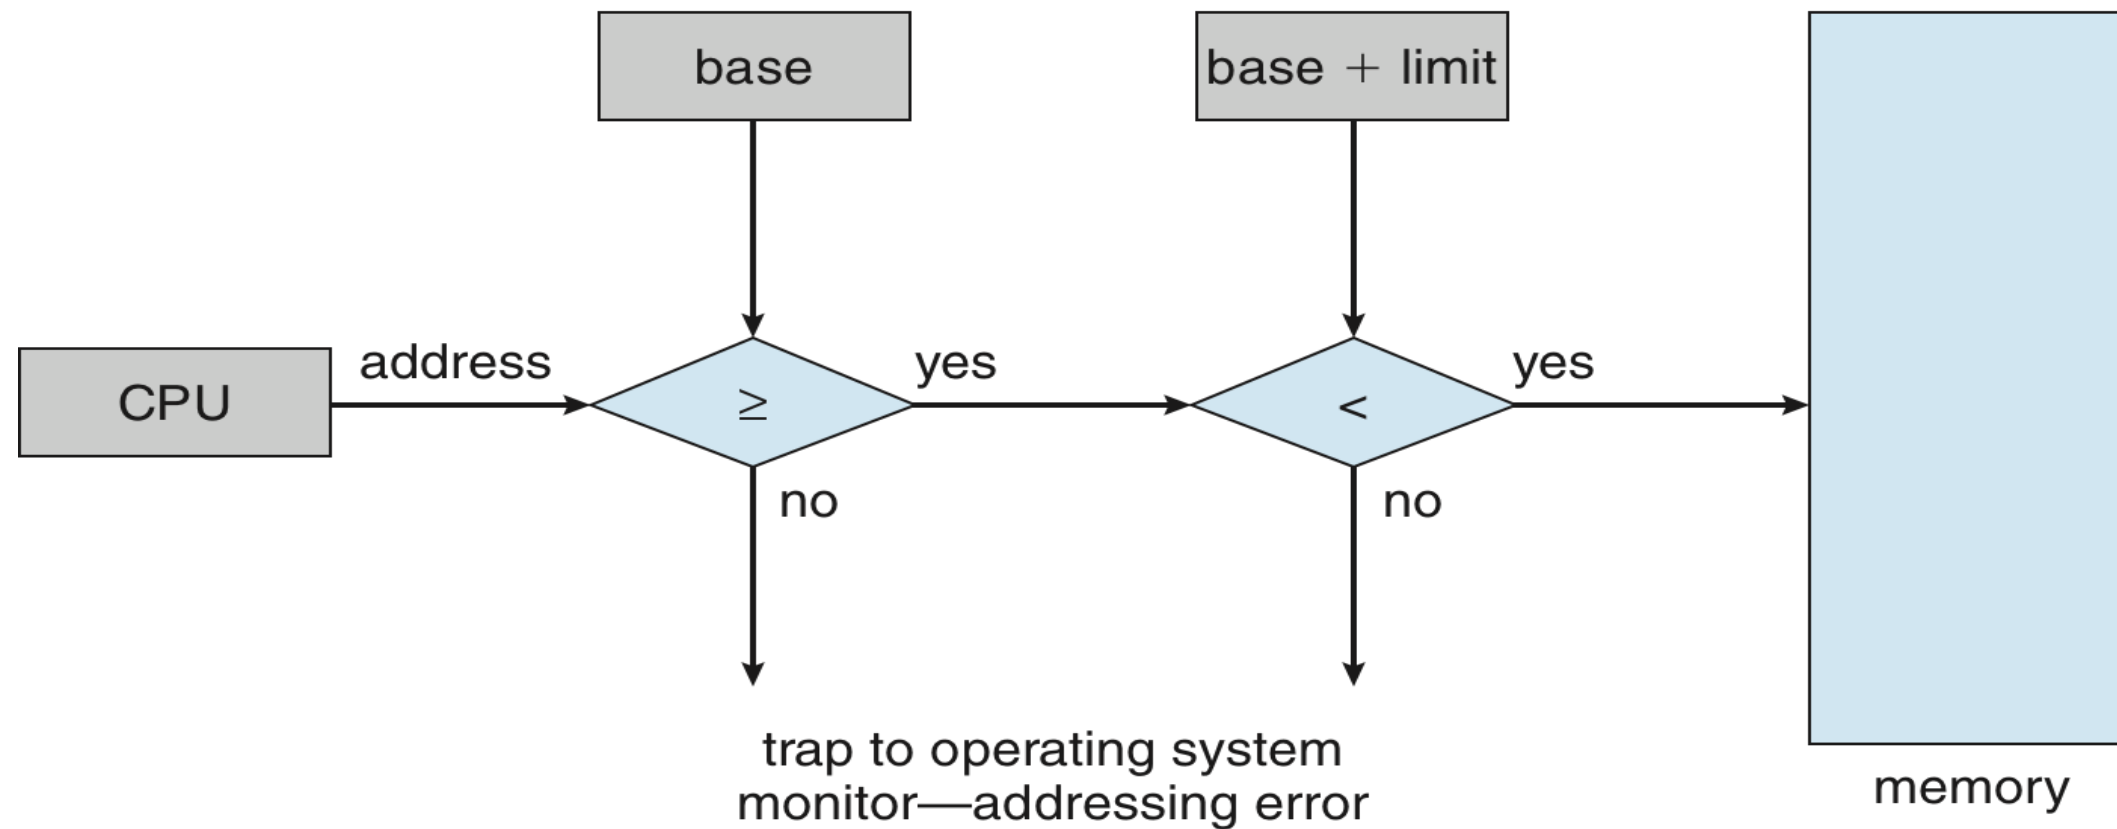 base
base + limit
address
yes
yes
CPU
≥
<
no
no
trap to operating system
monitor—addressing error
memory